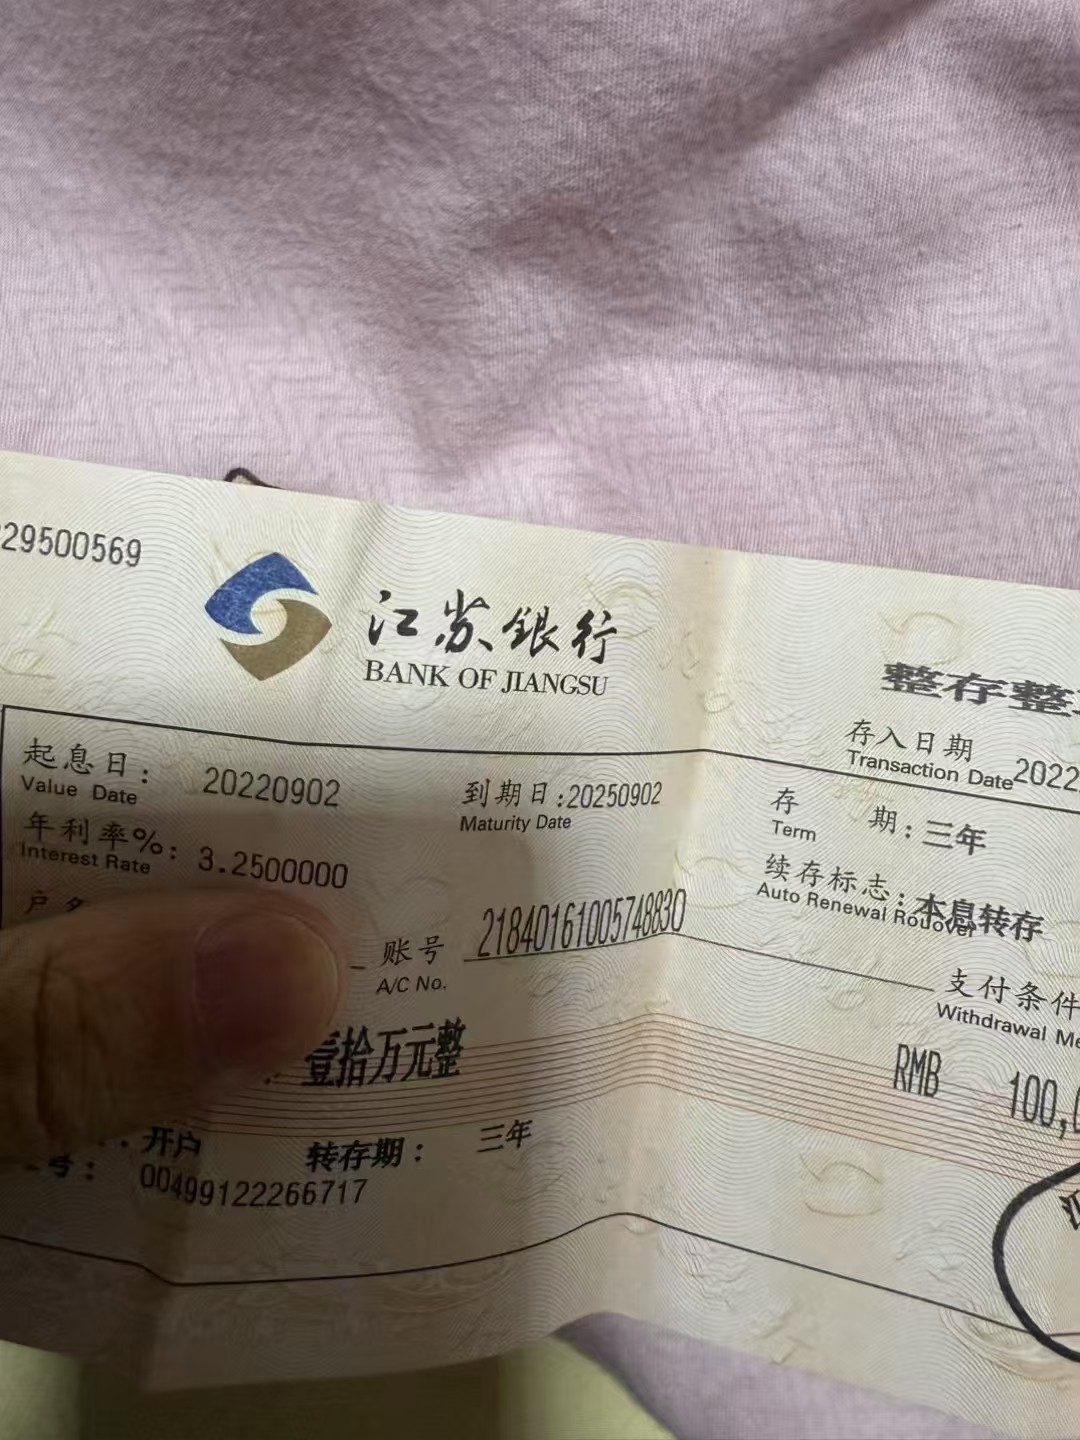 29500569
江苏银行
BANK OF JIANGSU
整存整
存入日期 2022
Transaction Date
起息日: 20220902 到期日:20250902 存 期:三年
Value Date Maturity Date Term
年利率%: 3.2500000 续存标志:本息转存
Interest Rate Auto Renewal Rollover
户名 账号 21840161005748830 支付条件
A/C No. Withdrawal Me
壹拾万元整 RMB 100,0
开户 转存期: 三年
号: 00499122266717